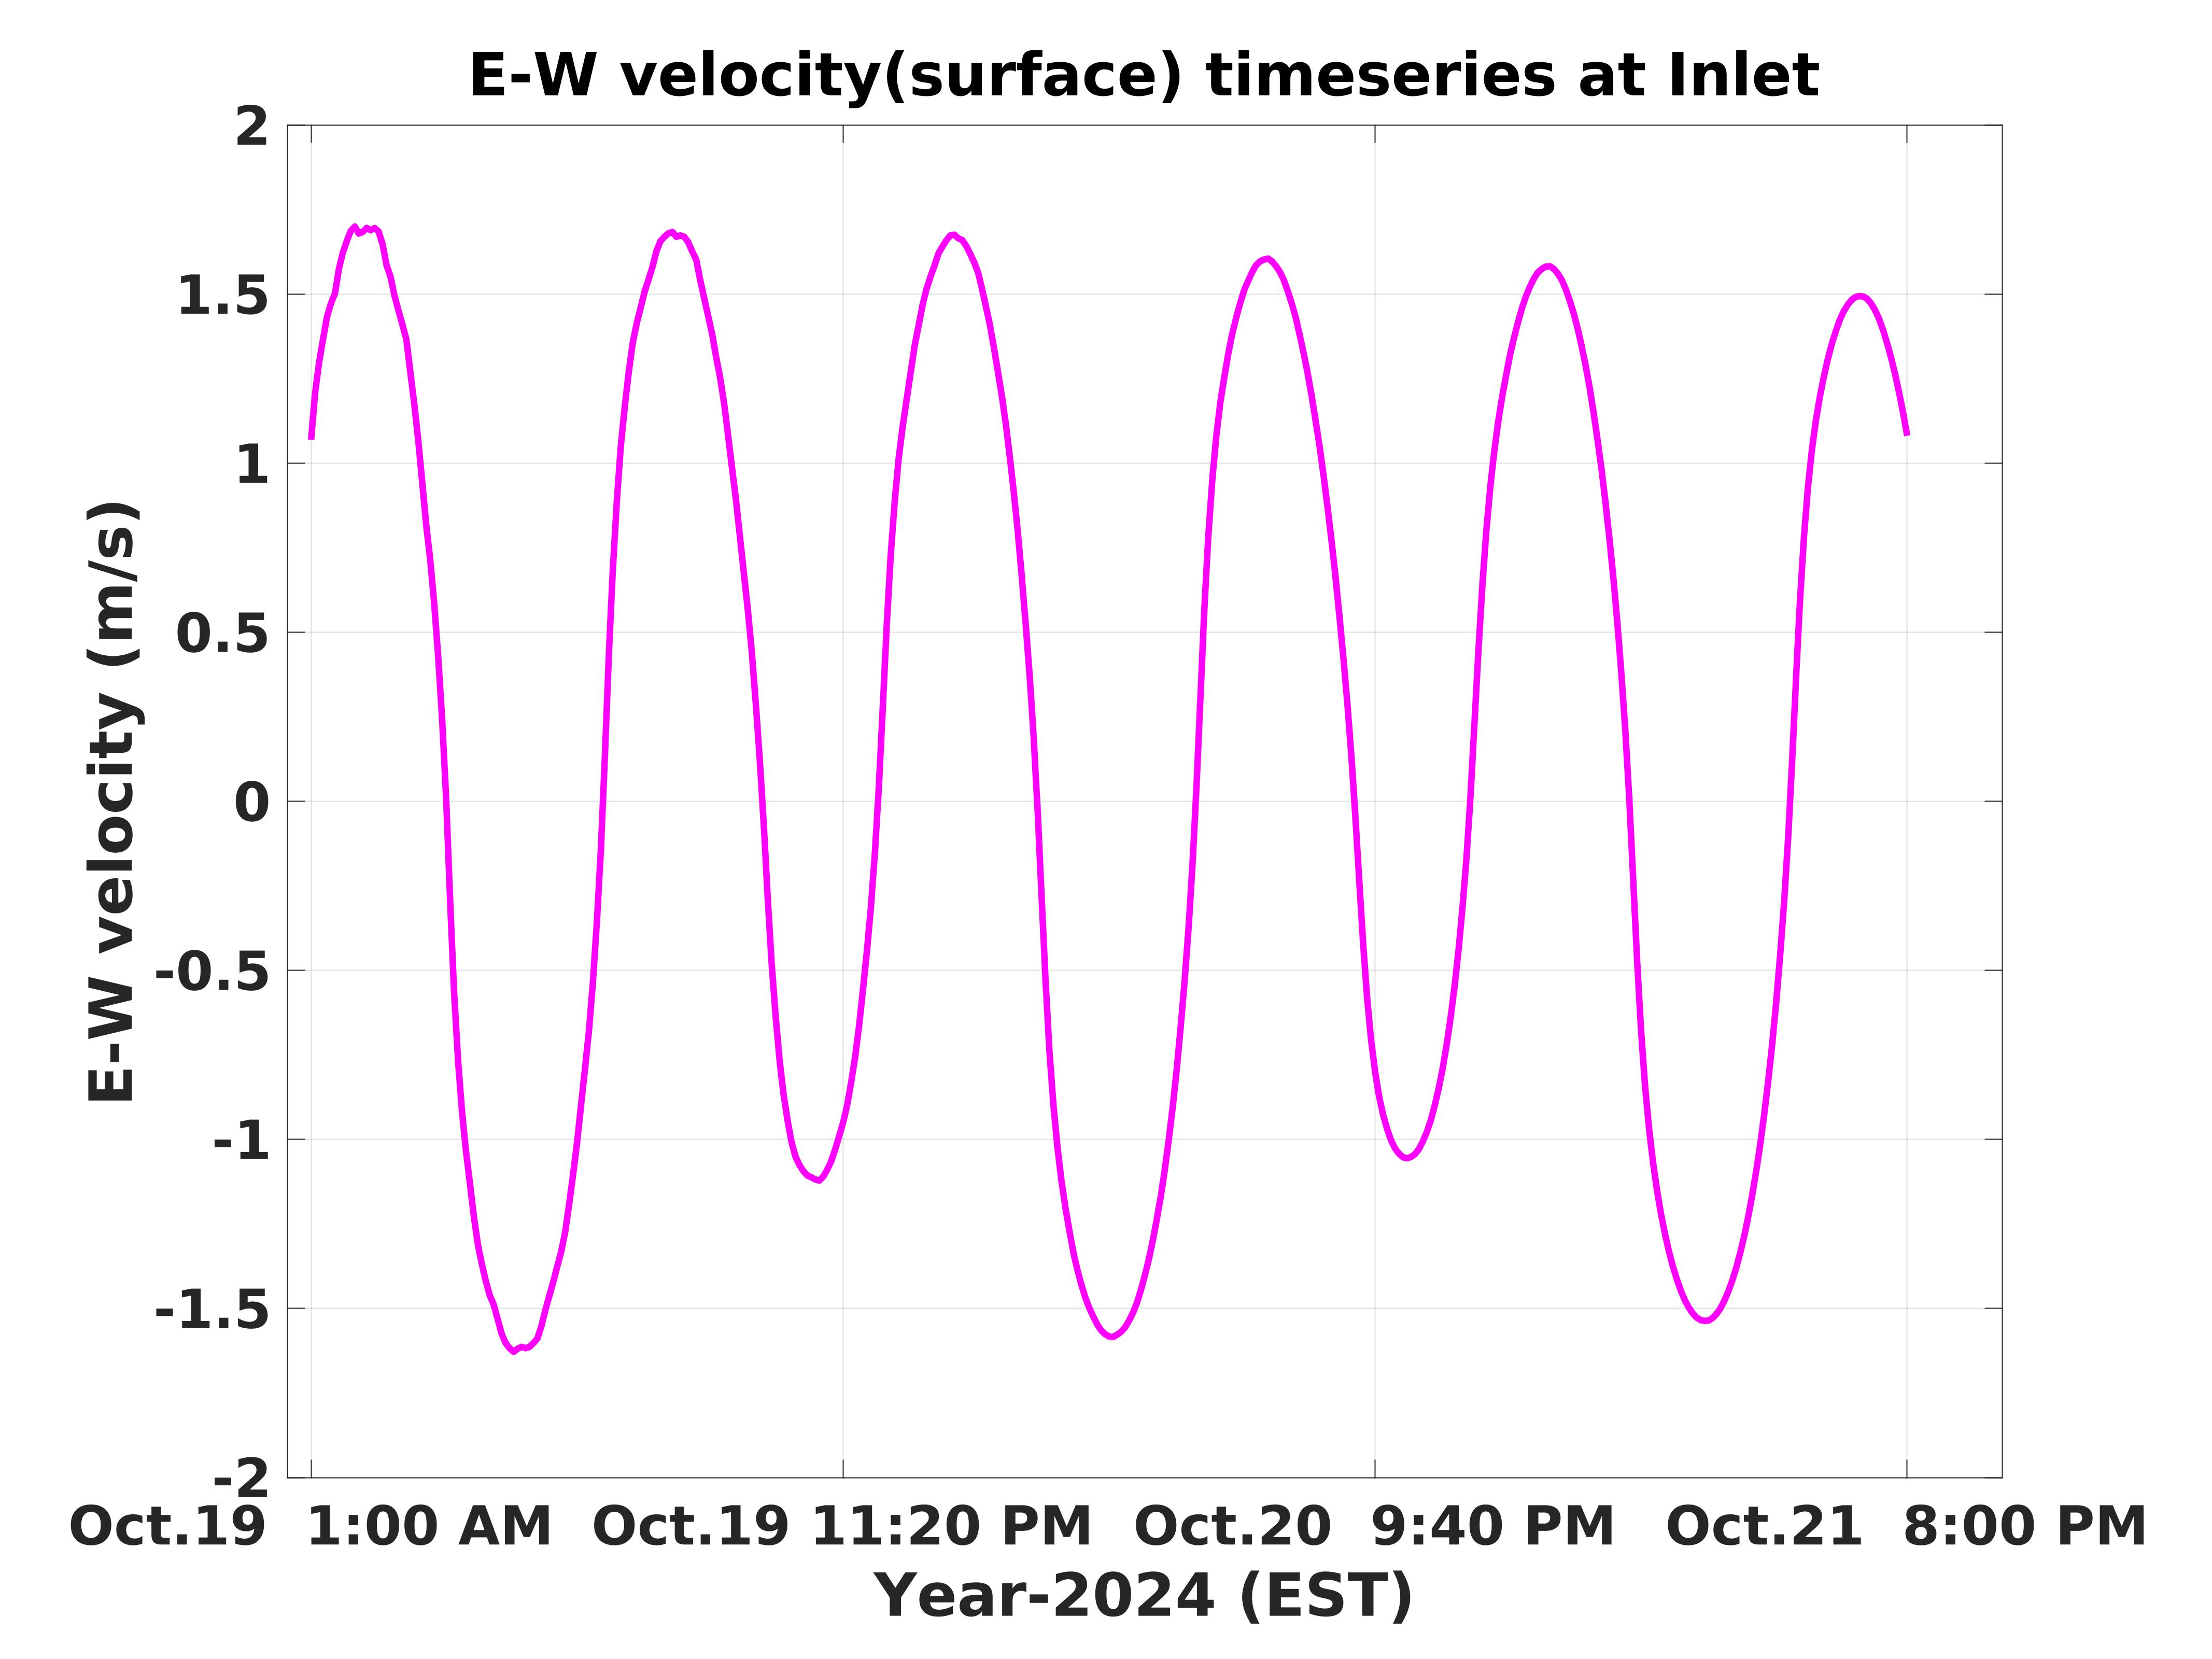 E-W velocity(surface) timeseries at Inlet
E-W velocity (m/s)
2
1.5
1
0.5
0
-0.5
-1
-1.5
-2
Oct.19 1:00 AM Oct.19 11:20 PM Oct.20 9:40 PM Oct.21 8:00 PM
Year-2024 (EST)